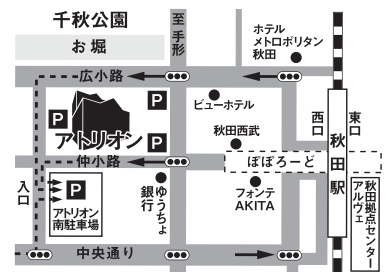 千秋公園
お堀
至手形
ホテル
メトロポリタン
秋田
広小路
P
P
ビューホテル
アトリオン
P
秋田西武
西口
東口
秋田駅
仲小路
ぽぽろーど
入口
P
アトリオン
南駐車場
ゆうちょ
銀行
フォンテ
AKITA
秋田拠点センター
アルヴェ
中央通り